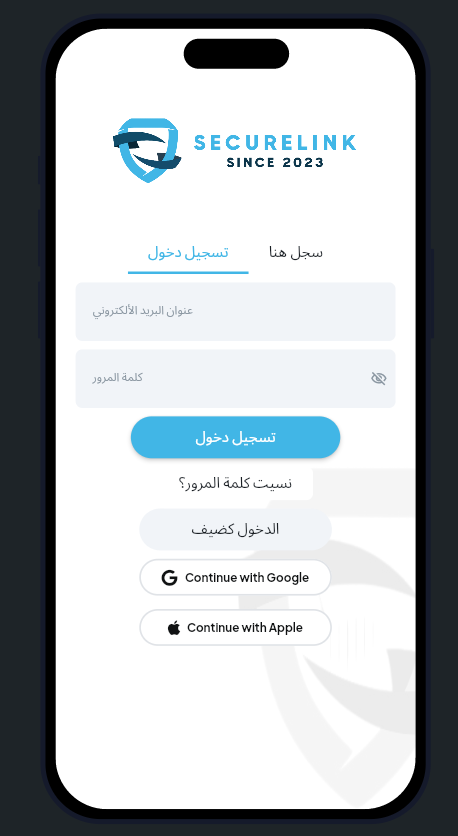 SECURELINK
SINCE 2023
تسجيل دخول
سجل هنا
عنوان البريد الألكتروني
كلمة المرور
تسجيل دخول
نسيت كلمة المرور؟
الدخول كضيف
Continue with Google
Continue with Apple